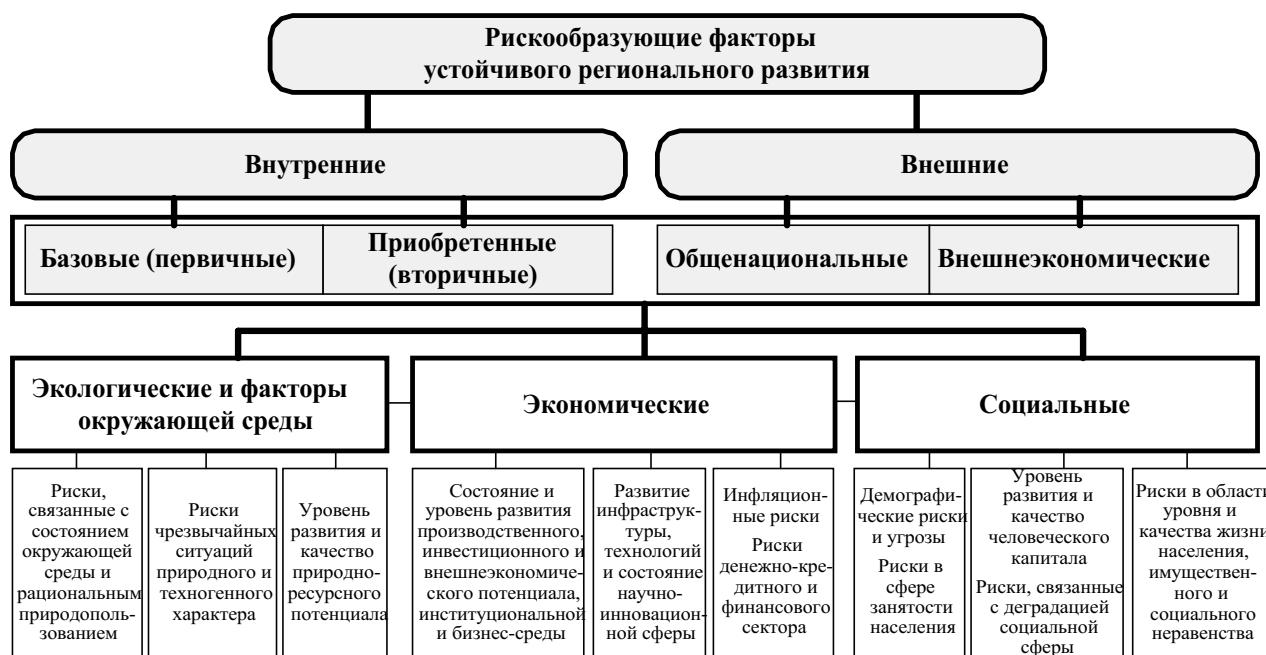 Рискообразующие факторы
устойчивого регионального развития
Внутренние
Внешние
Базовые (первичные)
Приобретенные
(вторичные)
Общенациональные
Внешнеэкономические
Экологические и факторы
окружающей среды
Экономические
Социальные
Риски,
связанные с
состоянием
окружающей
среды и
рациональным
природополь-
зованием
Риски
чрезвычайных
ситуаций
природного и
техногенного
характера
Уровень
развития и
качество
природно-
ресурсного
потенциала
Состояние и
уровень развития
производственного,
инвестиционного и
внешнеэкономиче-
ского потенциала,
институциональной
и бизнес-среды
Развитие
инфраструк-
туры,
технологий
и состояние
научно-
инновацион-
ной сферы
Инфляцион-
ные риски
Риски
денежно-кре-
дитного и
финансового
сектора
Демографи-
ческие риски
и угрозы
Риски в
сфере
занятости
населения
Уровень
развития и
качество
человеческого
капитала
Риски, связанные
с деградацией
социальной
сферы
Риски в области
уровня и
качества жизни
населения,
имуществен-
ного и
социального
неравенства